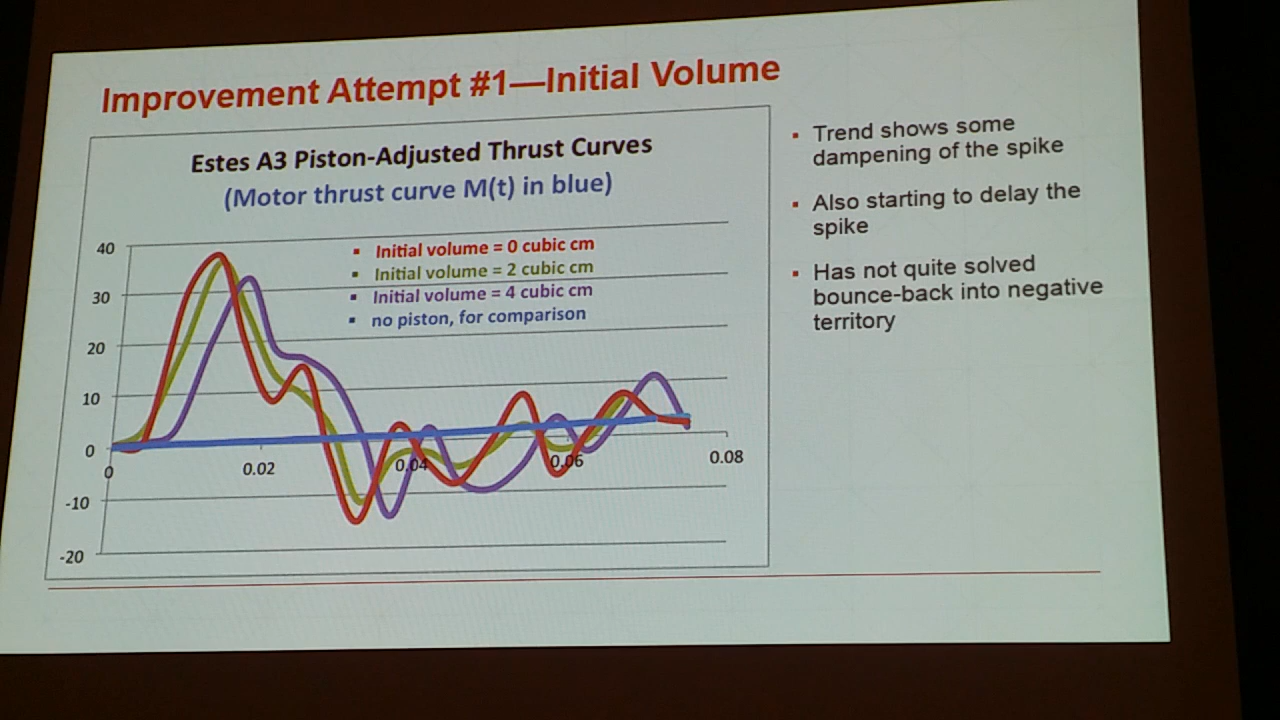 Improvement Attempt #1—Initial Volume
Estes A3 Piston-Adjusted Thrust Curves
(Motor thrust curve M(t) in blue)
▪ Initial volume = 0 cubic cm
▪ Initial volume = 2 cubic cm
▪ Initial volume = 4 cubic cm
▪ no piston, for comparison
40
30
20
10
0
-10
-20
0
0.02
0.04
0.06
0.08
▪ Trend shows some
dampening of the spike
▪ Also starting to delay the
spike
▪ Has not quite solved
bounce-back into negative
territory